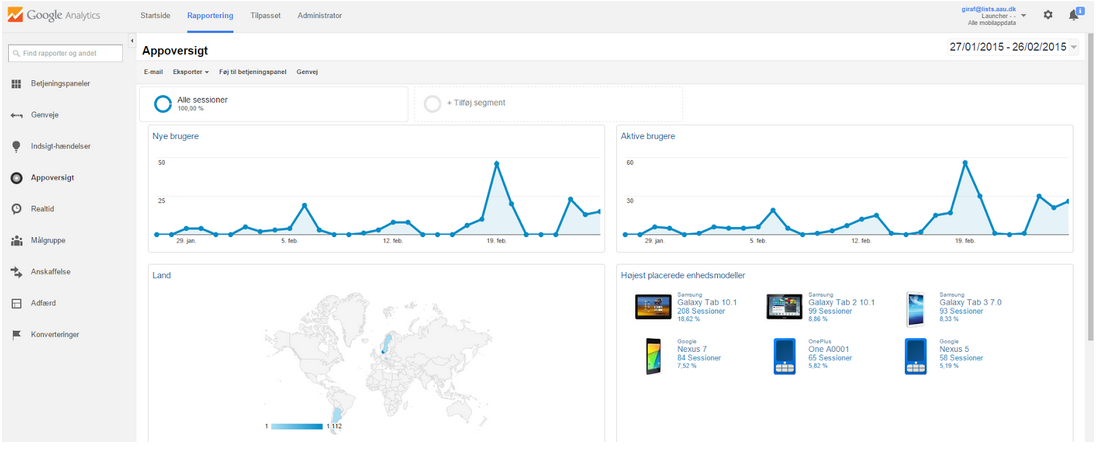 Google Analytics
Startside Rapportering Tilpasset Administrator
giraf@lists.aau.dk
Launcher - -
Alle mobilappdata
1
Find rapporter og andet
Betjeningspaneler
Genveje
Indsigt-hændelser
Appoversigt
Realtid
Målgruppe
Anskaffelse
Adfærd
Konverteringer
Appoversigt
27/01/2015 - 26/02/2015
E-mail Eksporter Føj til betjeningspanel Genvej
Alle sessioner
100,00 %
+ Tilføj segment
Nye brugere
50
25
29. jan. 5. feb. 12. feb. 19. feb.
Aktive brugere
60
30
29. jan. 5. feb. 12. feb. 19. feb.
Land
1 1.112
Højest placerede enhedsmodeller
Samsung
Galaxy Tab 10.1
208 Sessioner
18,62 %
Samsung
Galaxy Tab 2 10.1
99 Sessioner
8,86 %
Samsung
Galaxy Tab 3 7.0
93 Sessioner
8,33 %
Google
Nexus 7
84 Sessioner
7,52 %
OnePlus
One A0001
65 Sessioner
5,82 %
Google
Nexus 5
58 Sessioner
5,19 %